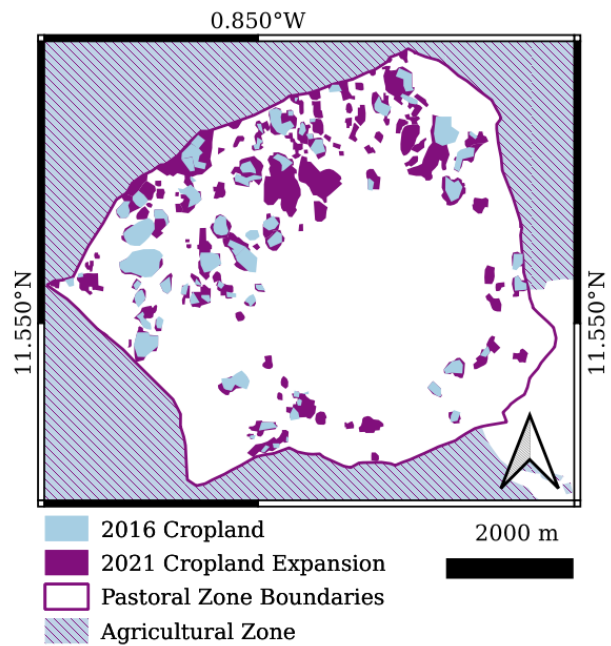 0.850°W
11.550°N
11.550°N
2016 Cropland
2021 Cropland Expansion
Pastoral Zone Boundaries
Agricultural Zone
2000 m